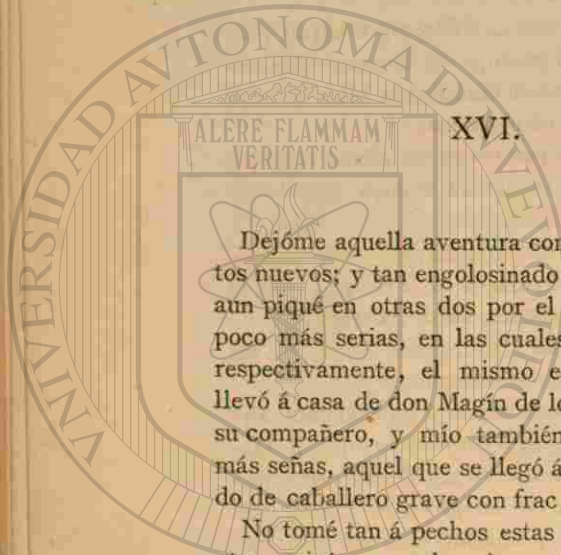 XVI.
Dejóme aquella aventura con
tos nuevos; y tan engolosinado
aun piqué en otras dos por el
poco más serias, en las cuales
respectivamente, el mismo
llevó á casa de don Magín de
su compañero, y mío también
más señas, aquel que se llegó á
do de caballero grave con frac
No tomé tan á pechos estas
ALERE FLAMMAM
VERITATIS